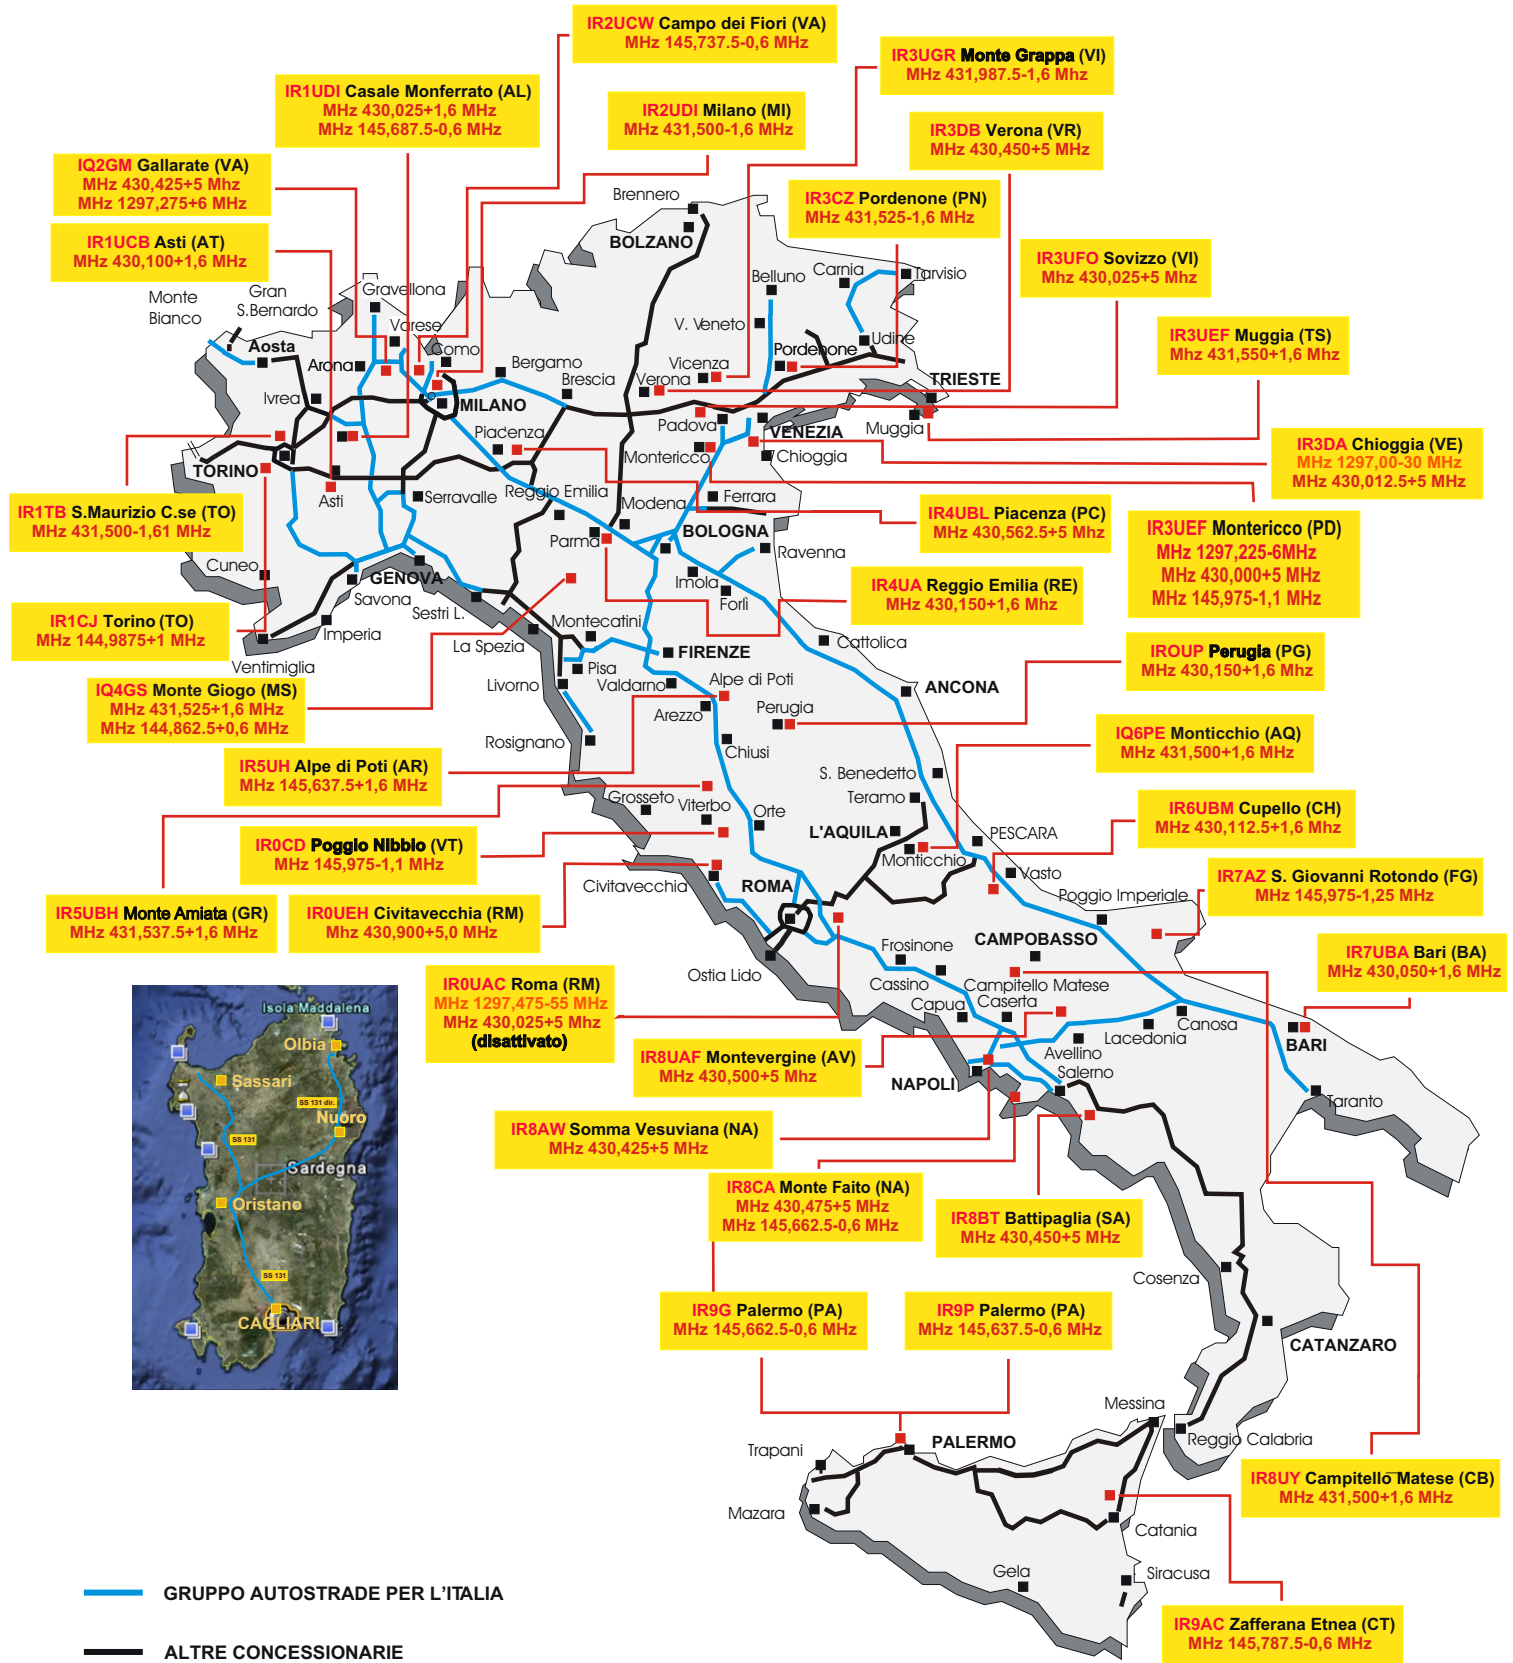 IR2UCW Campo dei Fiori (VA)
MHz 145,737.5-0,6 MHz
IR3UGR Monte Grappa (VI)
MHz 431,987.5-1,6 Mhz
IR1UDI Casale Monferrato (AL)
MHz 430,025+1,6 MHz
MHz 145,687.5-0,6 MHz
IR2UDI Milano (MI)
MHz 431,500-1,6 MHz
IR3DB Verona (VR)
MHz 430,450+5 MHz
IQ2GM Gallarate (VA)
MHz 430,425+5 Mhz
MHz 1297,275+6 MHz
IR3CZ Pordenone (PN)
MHz 431,525-1,6 MHz
IR1UCB Asti (AT)
MHz 430,100+1,6 MHz
IR3UFO Sovizzo (VI)
Mhz 430,025+5 Mhz
IR3UEF Muggia (TS)
Mhz 431,550+1,6 MHz
Brennero
BOLZANO
Belluno
Carnia
Tarvisio
Monte
Bianco
Gran
S.Bernardo
Gravellona
Varese
V. Veneto
Udine
Aosta
Arona
Como
Bergamo
Brescia
Vicenza
Verona
Pordenone
TRIESTE
Ivrea
MILANO
Padova
VENEZIA
Muggia
Piacenza
Montericco
Chioggia
TORINO
Asti
Serravalle
Reggio Emilia
Modena
Ferrara
IR3DA Chioggia (VE)
MHz 1297,00-30 MHz
MHz 430,012.5+5 MHz
IR1TB S.Maurizio C.se (TO)
MHz 431,500-1,61 MHz
IR4UBL Piacenza (PC)
MHz 430,562.5+5 Mhz
IR3UEF Montericco (PD)
MHz 1297,225-6MHz
MHz 430,000+5 MHz
MHz 145,975-1,1 MHz
Parma
BOLOGNA
Ravenna
Cuneo
GENOVA
Savona
Sestri L.
Imola
Forlì
IR4UA Reggio Emilia (RE)
MHz 430,150+1,6 Mhz
IR1CJ Torino (TO)
MHz 144,9875+1 MHz
Imperia
Ventimiglia
La Spezia
Montecatini
FIRENZE
Cattolica
IROUP Perugia (PG)
MHz 430,150+1,6 Mhz
Pisa
Livorno
Valdarno
Alpe di Poti
ANCONA
IQ4GS Monte Giogo (MS)
MHz 431,525+1,6 MHz
MHz 144,862.5+0,6 MHz
Arezzo
Perugia
Rosignano
Chiusi
IQ6PE Monticchio (AQ)
MHz 431,500+1,6 MHz
IR5UH Alpe di Poti (AR)
MHz 145,637.5+1,6 MHz
S. Benedetto
Teramo
Grosseto
Viterbo
Orte
L'AQUILA
PESCARA
IR6UBM Cupello (CH)
MHz 430,112.5+1,6 MHz
IR0CD Poggio Nibbio (VT)
MHz 145,975-1,1 MHz
Monticchio
Vasto
Civitavecchia
ROMA
Poggio Imperiale
IR7AZ S. Giovanni Rotondo (FG)
MHz 145,975-1,25 MHz
IR5UBH Monte Amiata (GR)
MHz 431,537.5+1,6 MHz
IR0UEH Civitavecchia (RM)
Mhz 430,900+5,0 MHz
Frosinone
CAMPOBASSO
Ostia Lido
Cassino
Campitello Matese
IR7UBA Bari (BA)
MHz 430,050+1,6 MHz
IR0UAC Roma (RM)
MHz 1297,475-55 MHz
MHz 430,025+5 Mhz
(disattivato)
Capua
Caserta
Lacedonia
Canosa
BARI
IR8UAF Montevergine (AV)
MHz 430,500+5 Mhz
Avellino
Salerno
NAPOLI
Taranto
IR8AW Somma Vesuviana (NA)
MHz 430,425+5 MHz
IR8CA Monte Faito (NA)
MHz 430,475+5 MHz
MHz 145,662.5-0,6 MHz
IR8BT Battipaglia (SA)
MHz 430,450+5 MHz
Isola Maddalena
Olbia
Sassari
SS 131 dir.
Nuoro
SS 131
Sardegna
Oristano
SS 131
CAGLIARI
Cosenza
CATANZARO
IR9G Palermo (PA)
MHz 145,662.5-0,6 MHz
IR9P Palermo (PA)
MHz 145,637.5-0,6 MHz
Messina
Reggio Calabria
Trapani
PALERMO
Mazara
Catania
IR8UY Campitello Matese (CB)
MHz 431,500+1,6 MHz
Gela
Siracusa
IR9AC Zafferana Etnea (CT)
MHz 145,787.5-0,6 MHz
GRUPPO AUTOSTRADE PER L'ITALIA
ALTRE CONCESSIONARIE